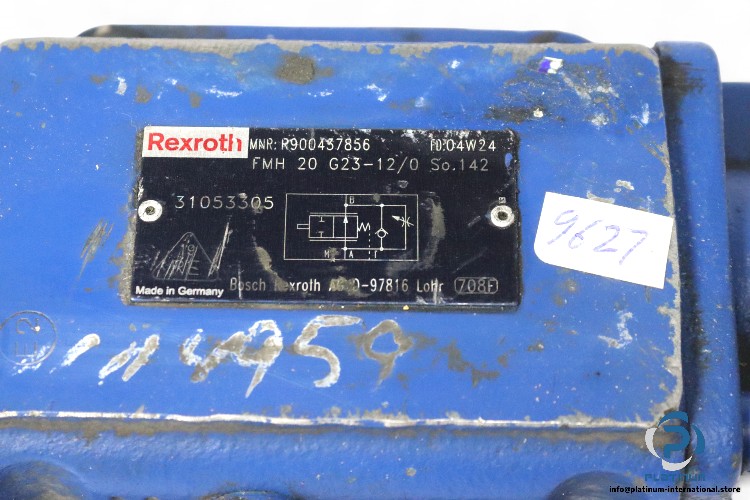 Rexroth MNR: R900437856 FD:04W24
FMH 20 G23-12/0 So.142
31053305
B
M A T
Made in Germany
Bosch Rexroth AG D-97816 Lohr 708F
9627
4959
PLATINUM
info@platinum-international.store